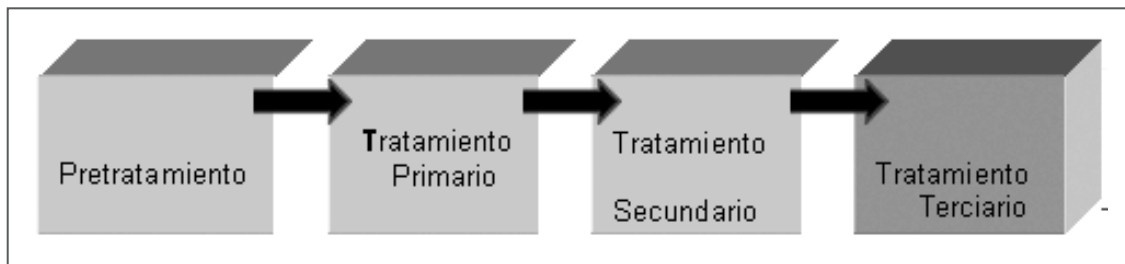 Pretratamiento
Tratamiento
Primario
Tratamiento
Secundario
Tratamiento
Terciario